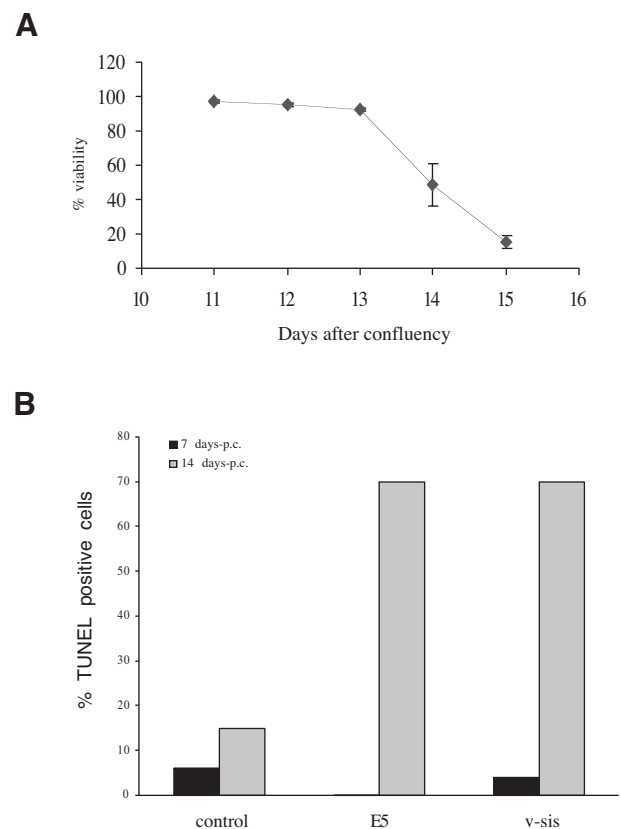 A
120
100
80
60
40
20
0
% viability
10 11 12 13 14 15 16
Days after confluency
B
80
70
60
50
40
30
20
10
0
% TUNEL positive cells
7 days-p.c.
14 days-p.c.
control E5 v-sis